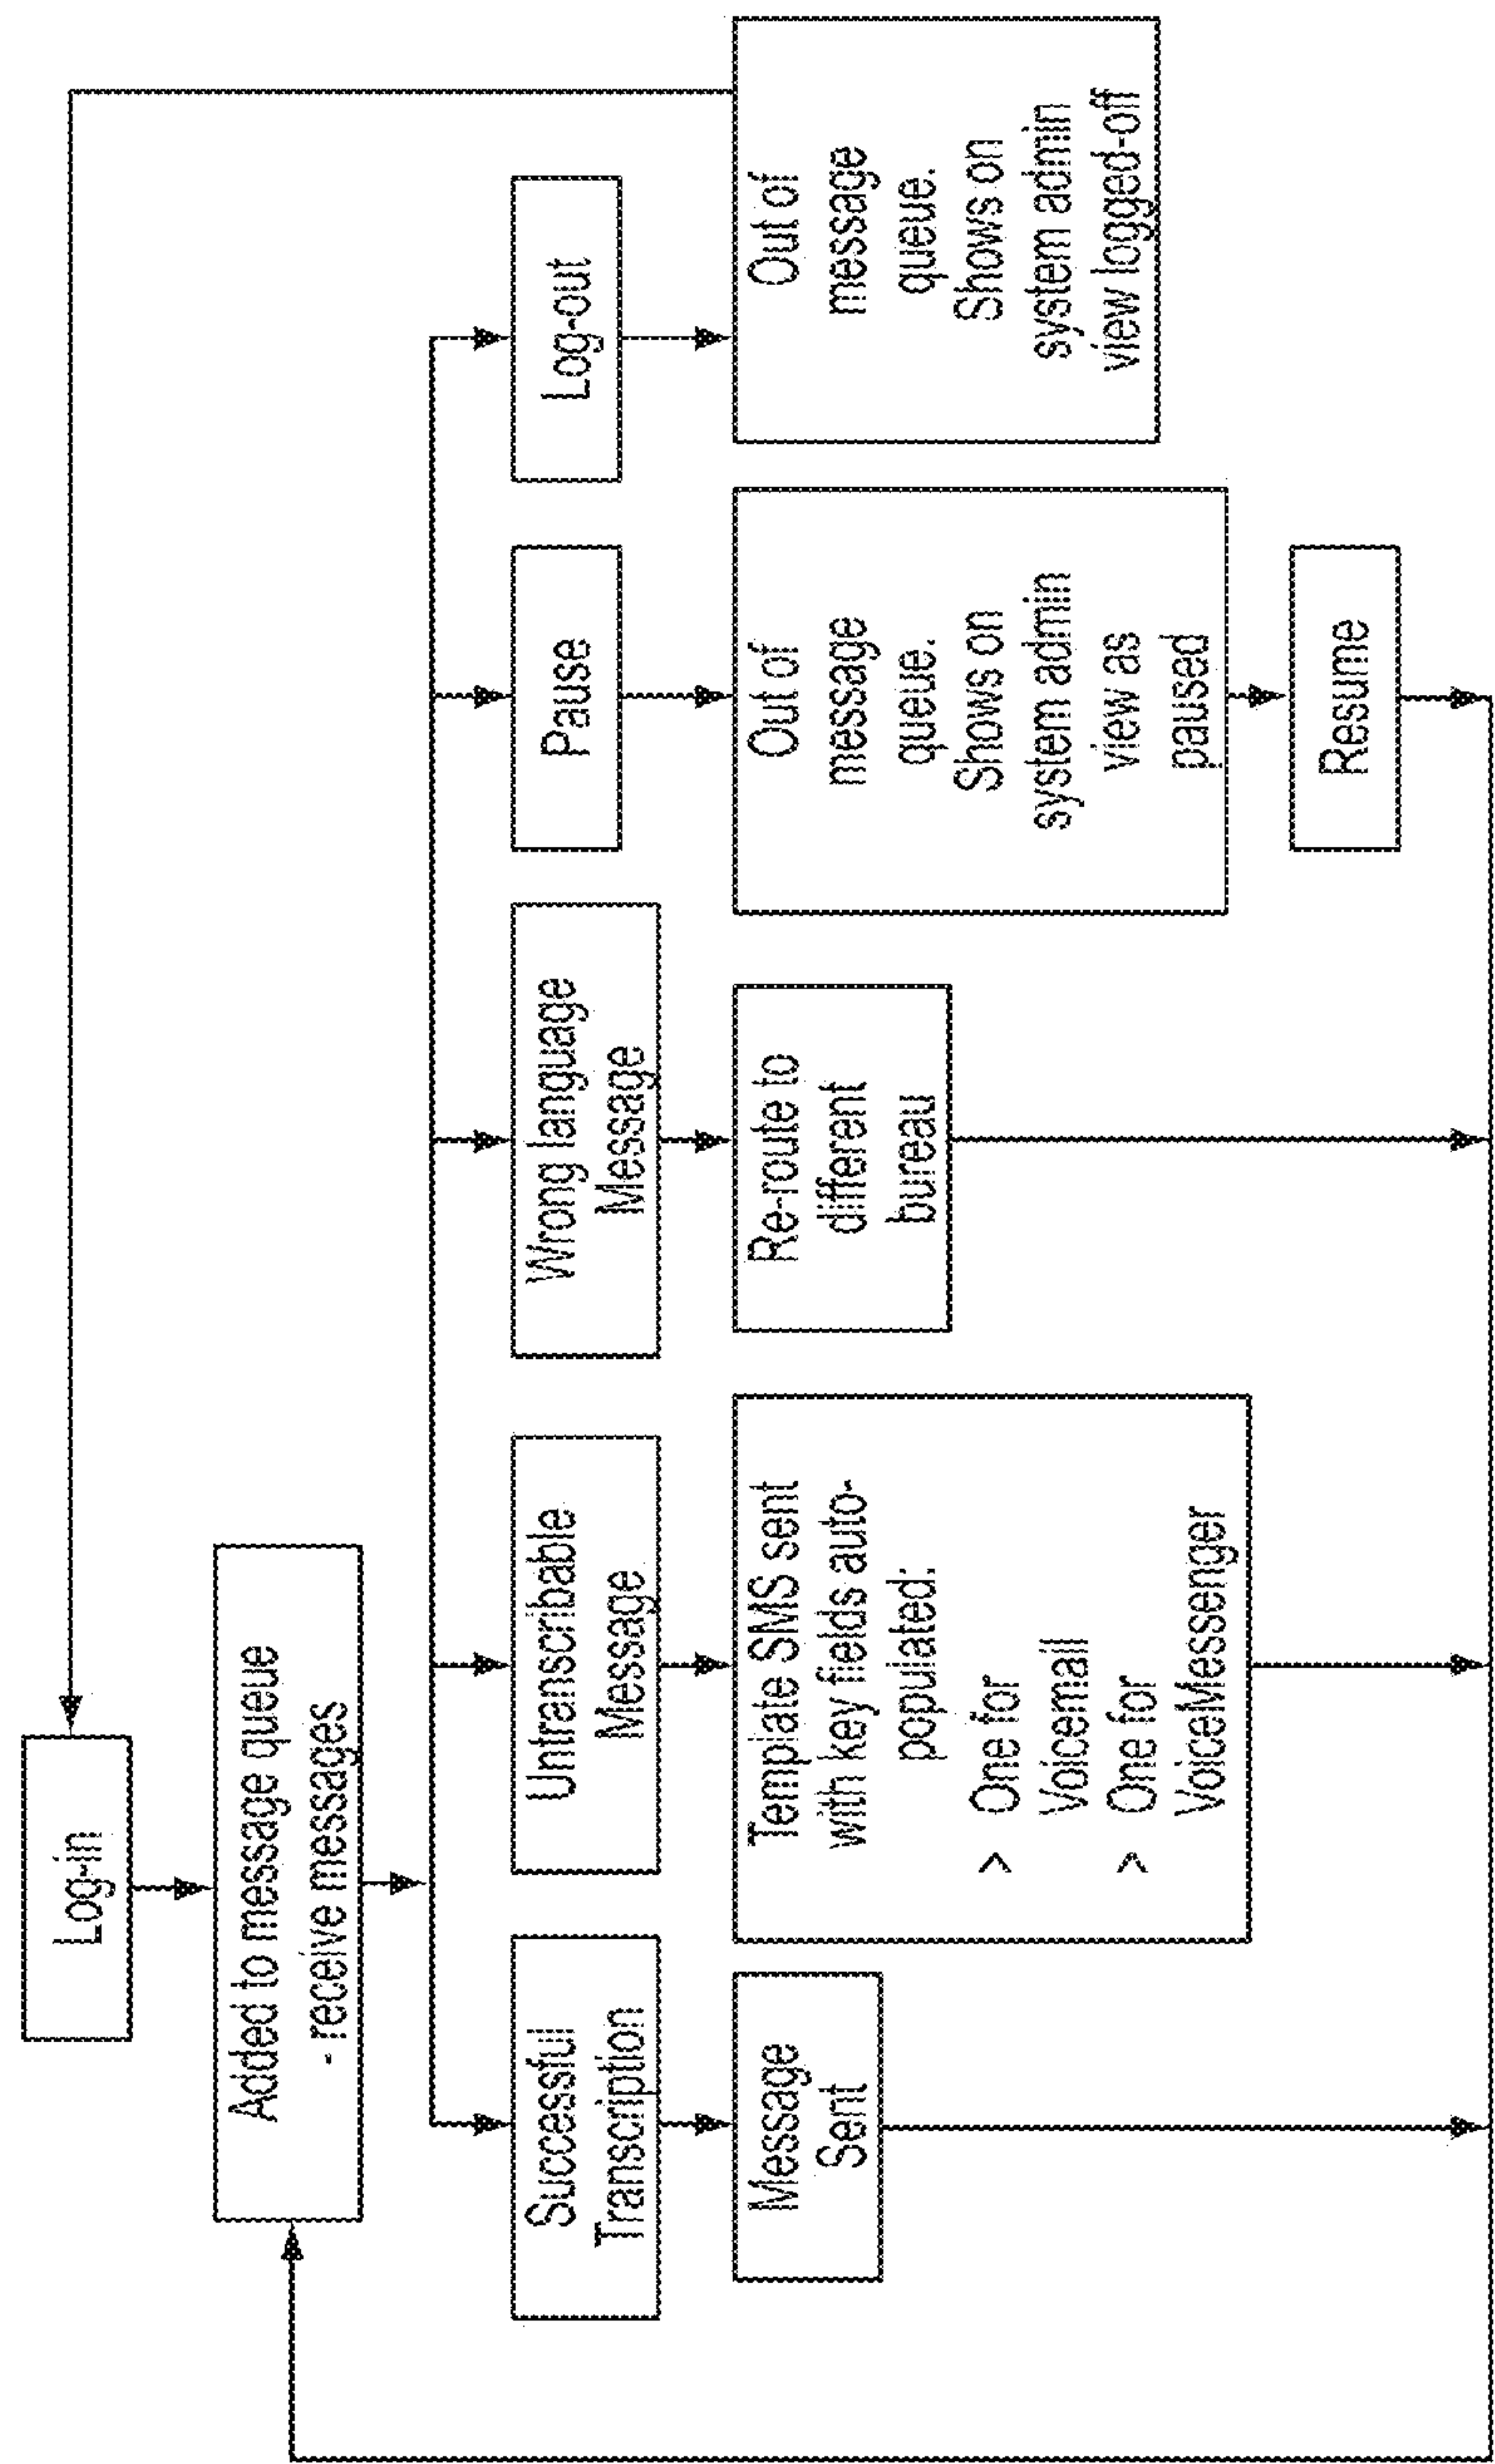 Log-in
Added to message queue
- receive messages
Successful
Transcription
Untranscribable
Message
Wrong language
Message
Pause
Log-out
Message
Sent
Template SMS sent
with key fields auto-
populated:
> One for
Voicemail
> One for
VoiceMessenger
Re-route to
different
bureau
Out of
message
queue.
Shows on
system admin
view as
paused
Out of
message
queue.
Shows on
system admin
view logged-off
Resume